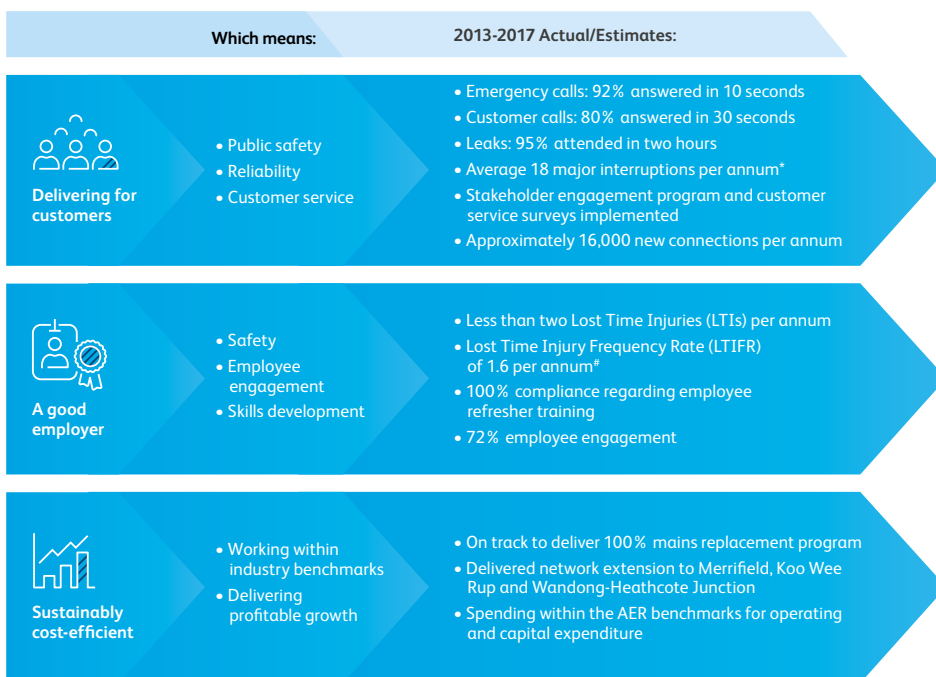 Which means:
2013-2017 Actual/Estimates:
Delivering for
customers
• Public safety
• Reliability
• Customer service
• Emergency calls: 92% answered in 10 seconds
• Customer calls: 80% answered in 30 seconds
• Leaks: 95% attended in two hours
• Average 18 major interruptions per annum*
• Stakeholder engagement program and customer
service surveys implemented
• Approximately 16,000 new connections per annum
A good
employer
• Safety
• Employee
engagement
• Skills development
• Less than two Lost Time Injuries (LTIs) per annum
• Lost Time Injury Frequency Rate (LTIFR)
of 1.6 per annum#
• 100% compliance regarding employee
refresher training
• 72% employee engagement
Sustainably
cost-efficient
• Working within
industry benchmarks
• Delivering
profitable growth
• On track to deliver 100% mains replacement program
• Delivered network extension to Merrifield, Koo Wee
Rup and Wandong-Heathcote Junction
• Spending within the AER benchmarks for operating
and capital expenditure